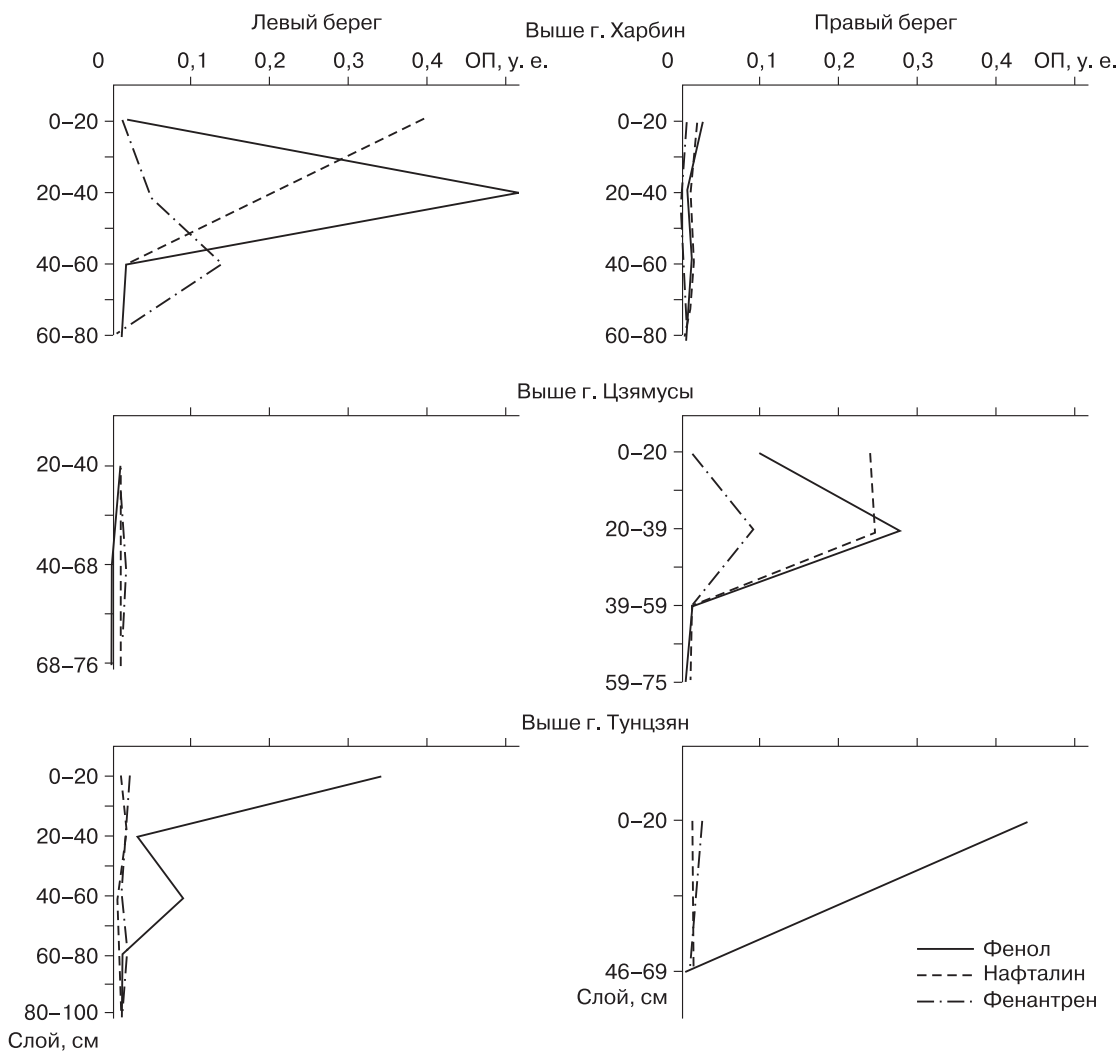 Левый берег
Выше г. Харбин
Правый берег
0 0,1 0,2 0,3 0,4 ОП, у. е.
0 0,1 0,2 0,3 0,4 ОП, у. е.
0–20
20–40
40–60
60–80
0–20
20–40
40–60
60–80
Выше г. Цзямусы
20–40
40–68
68–76
0–20
20–39
39–59
59–75
Выше г. Тунцзян
0–20
20–40
40–60
60–80
80–100
Слой, см
0–20
46–69
Слой, см
Фенол
Нафталин
Фенантрен